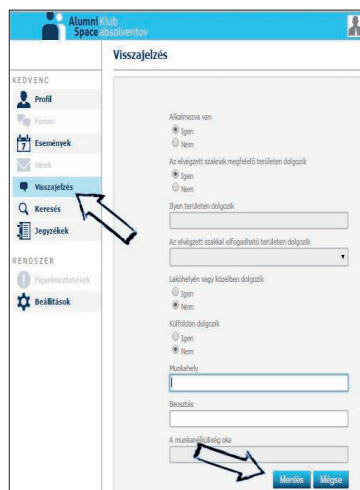 Alumni Klub
Space absolventov
Visszajelzés
KEDVENC
Profil
Fórum
7 Események
Hírek
Visszajelzés
Keresés
Jegyzékek
RENDSZER
Figyelmeztetések
Beállítások
Alkalmazva van
Igen
Nem
Az elvégzett szaknak megfelelő területen dolgozik
Igen
Nem
Ilyen területen dolgozik
Az elvégzett szakkal elfogadható területen dolgozik
Lakóhelyén vagy közelben dolgozik
Igen
Nem
Külföldön dolgozik
Igen
Nem
Munkahely
Beosztás
A munkanélküliség oka
Mentés Mégse